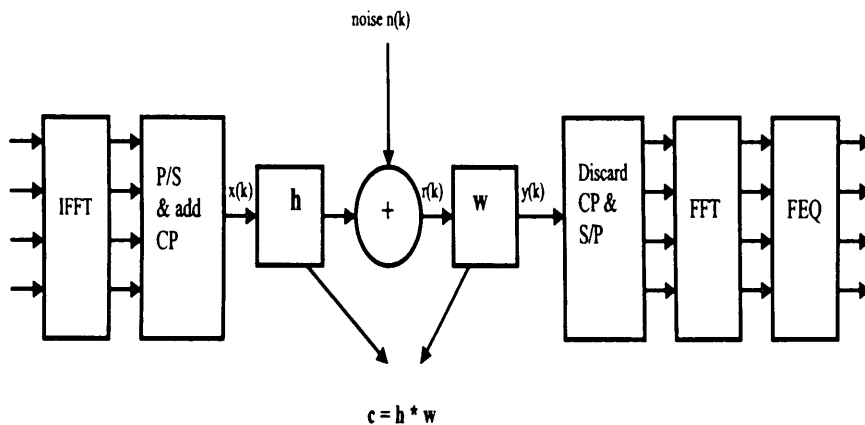 noise n(k)
IFFT
P/S
& add
CP
x(k)
h
+
r(k)
w
y(k)
Discard
CP &
S/P
FFT
FEQ
c = h * w